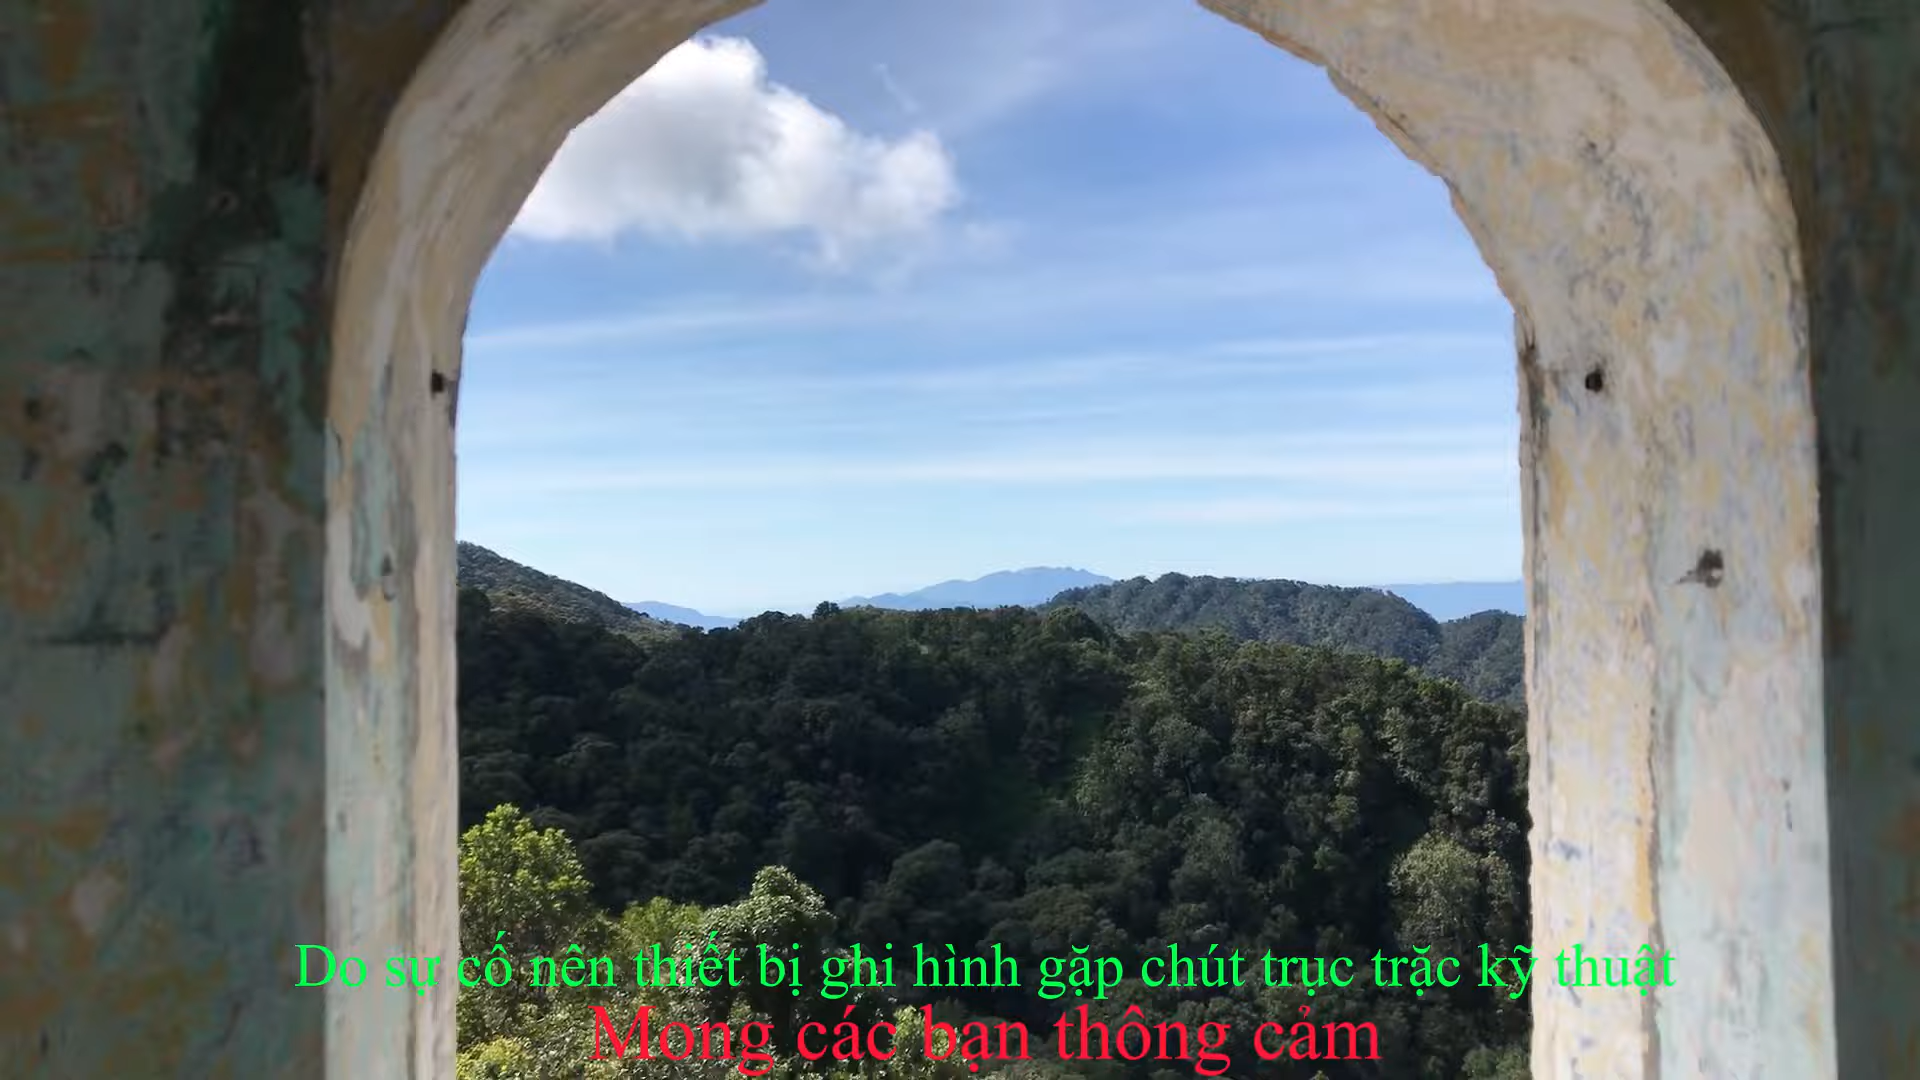 Do sự cố nên thiết bị ghi hình gặp chút trục trặc kỹ thuật
Mong các bạn thông cảm